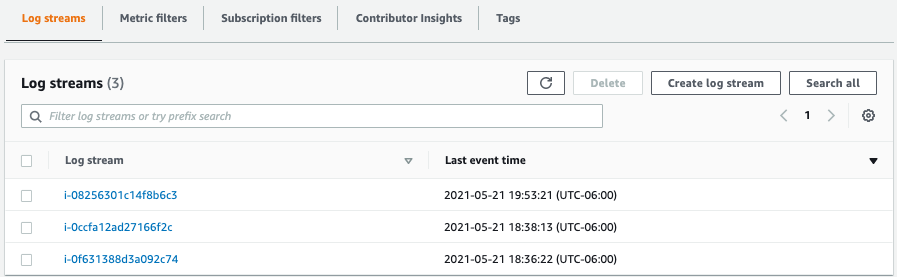 Log streams Metric filters Subscription filters Contributor Insights Tags
Log streams (3) Delete Create log stream Search all
Filter log streams or try prefix search 1
Log stream Last event time
i-08256301c14f8b6c3 2021-05-21 19:53:21 (UTC-06:00)
i-0ccfa12ad27166f2c 2021-05-21 18:38:13 (UTC-06:00)
i-0f631388d3a092c74 2021-05-21 18:36:22 (UTC-06:00)